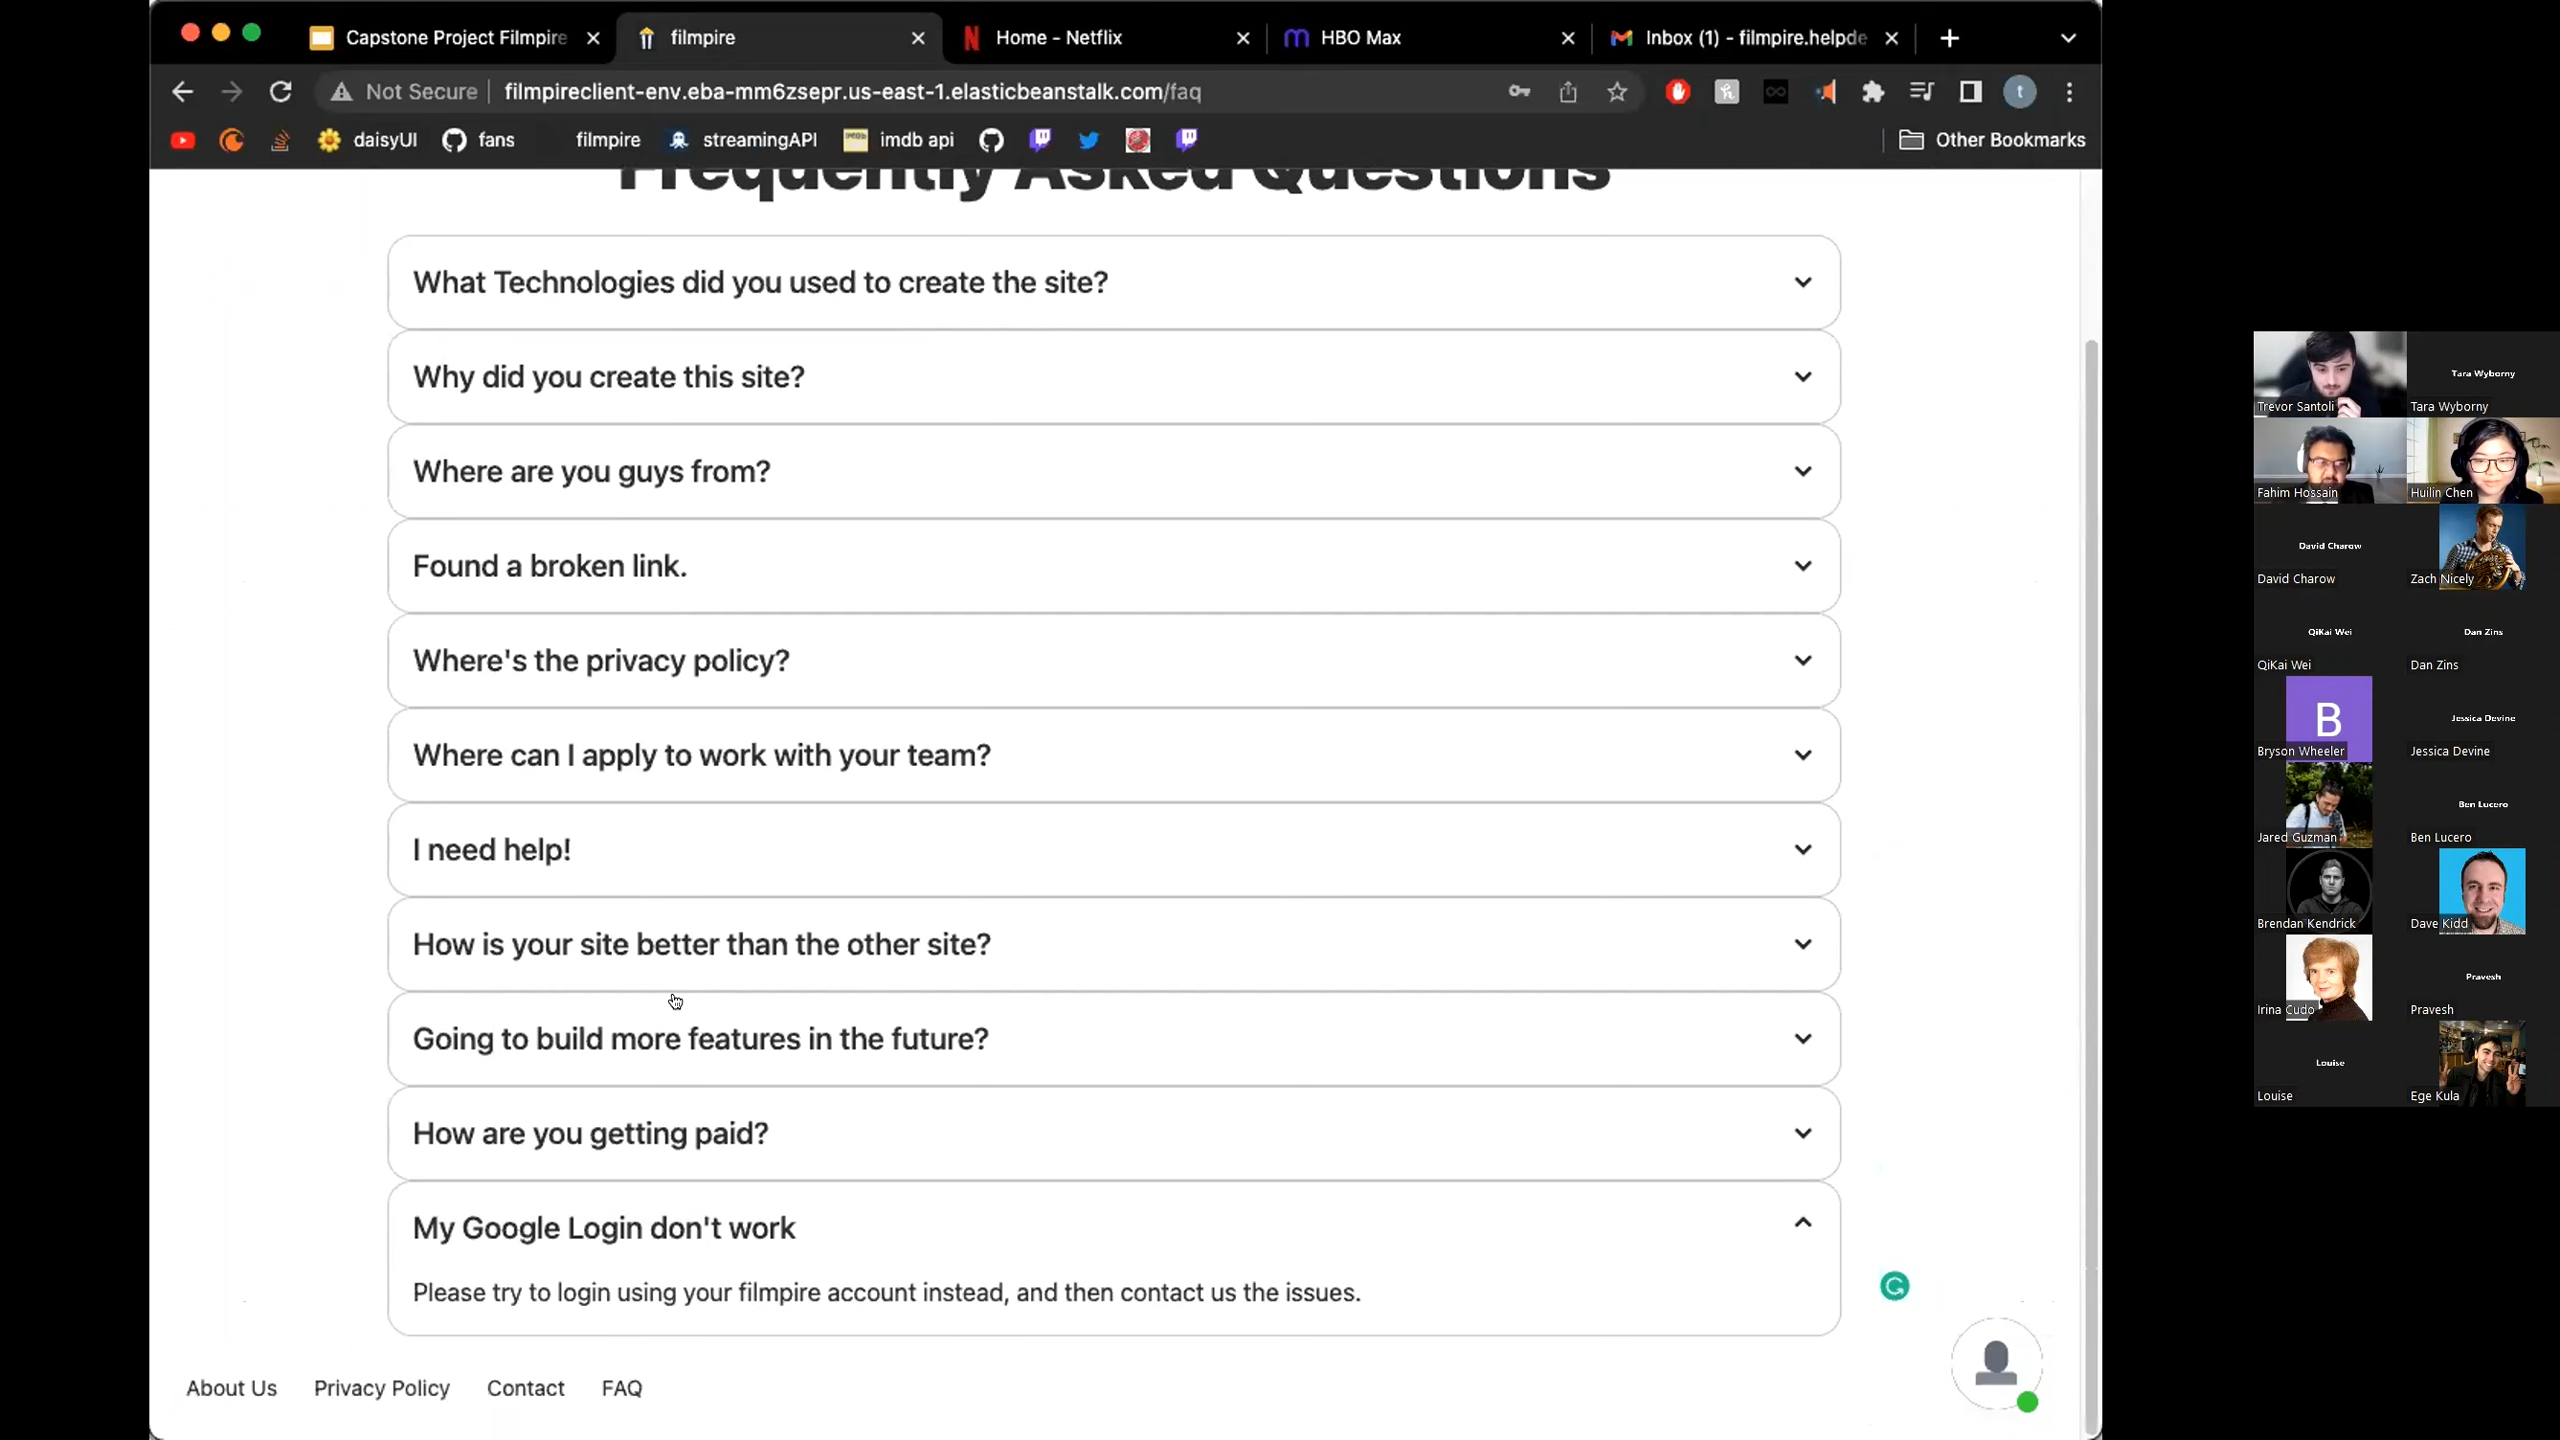 Capstone Project Filmpire
filmpire
Home - Netflix
HBO Max
Inbox (1) - filmpire.helpde
Not Secure
filmpireclient-env.eba-mm6zsepr.us-east-1.elasticbeanstalk.com/faq
daisyUI
fans
filmpire
streamingAPI
imdb api
Other Bookmarks
Frequently Asked Questions
What Technologies did you used to create the site?
Why did you create this site?
Where are you guys from?
Found a broken link.
Where's the privacy policy?
Where can I apply to work with your team?
I need help!
How is your site better than the other site?
Going to build more features in the future?
How are you getting paid?
My Google Login don't work
Please try to login using your filmpire account instead, and then contact us the issues.
About Us
Privacy Policy
Contact
FAQ
Tara Wyborny
Trevor Santoli
Tara Wyborny
Fahim Hossain
Huilin Chen
David Charow
David Charow
Zach Nicely
QiKai Wei
Dan Zins
QiKai Wei
Dan Zins
B
Jessica Devine
Bryson Wheeler
Jessica Devine
Ben Lucero
Jared Guzman
Ben Lucero
Brendan Kendrick
Dave Kidd
Pravesh
Irina Cudo
Pravesh
Louise
Louise
Ege Kula